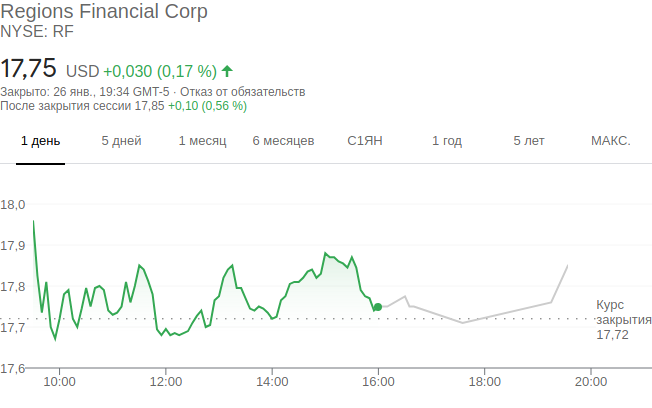 Regions Financial Corp
NYSE: RF
17,75 USD +0,030 (0,17 %)
Закрыто: 26 янв., 19:34 GMT-5 · Отказ от обязательств
После закрытия сессии 17,85 +0,10 (0,56 %)
1 день 5 дней 1 месяц 6 месяцев С1ЯН 1 год 5 лет МАКС.
18,0
17,9
17,8
17,7
17,6
Курс
закрытия
17,72
10:00 12:00 14:00 16:00 18:00 20:00